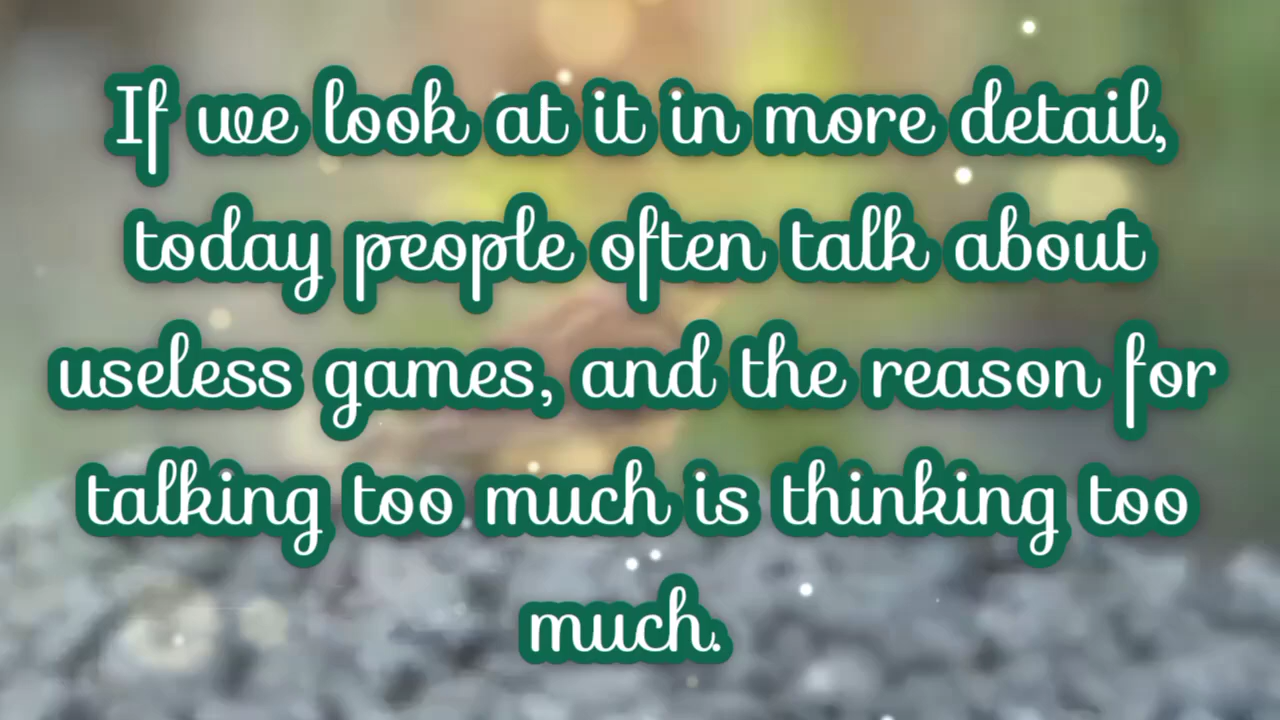 If we look at it in more detail,
today people often talk about
useless games, and the reason for
talking too much is thinking too
much.